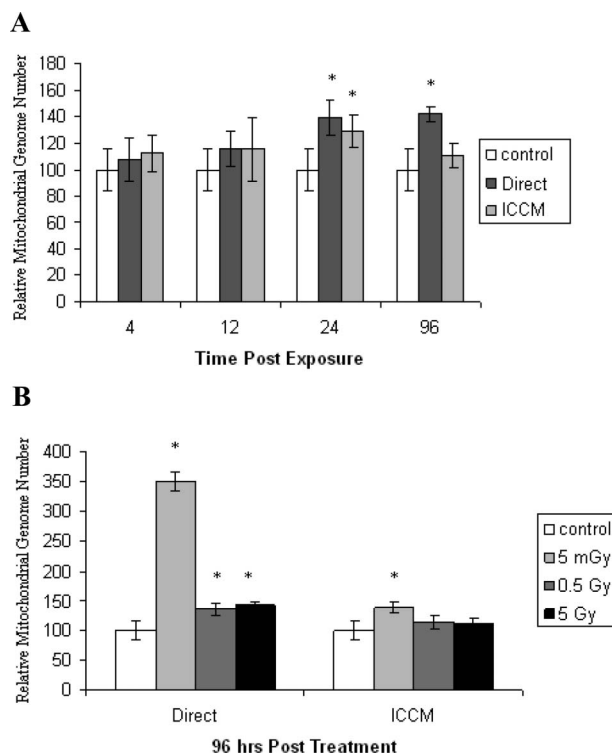 A
Relative Mitochondrial Genome Number
180
160
140
120
100
80
60
40
20
0
* * *
4 12 24 96
Time Post Exposure
control
Direct
ICCM
B
Relative Mitochondrial Genome Number
400
350
300
250
200
150
100
50
0
* * * *
Direct ICCM
96 hrs Post Treatment
control
5 mGy
0.5 Gy
5 Gy